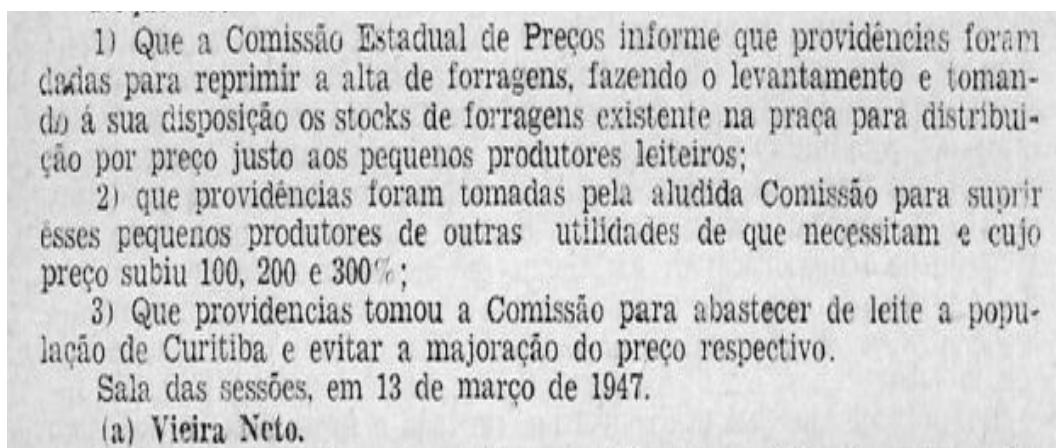 1) Que a Comissão Estadual de Preços informe que providências foram
dadas para reprimir a alta de forragens, fazendo o levantamento e toman-
do á sua disposição os stocks de forragens existente na praça para distribui-
ção por preço justo aos pequenos produtores leiteiros;
2) que providências foram tomadas pela aludida Comissão para suprir
êsses pequenos produtores de outras utilidades de que necessitam e cujo
preço subiu 100, 200 e 300%;
3) Que providencias tomou a Comissão para abastecer de leite a popu-
lação de Curitiba e evitar a majoração do preço respectivo.
Sala das sessões, em 13 de março de 1947.
(a) Vieira Neto.